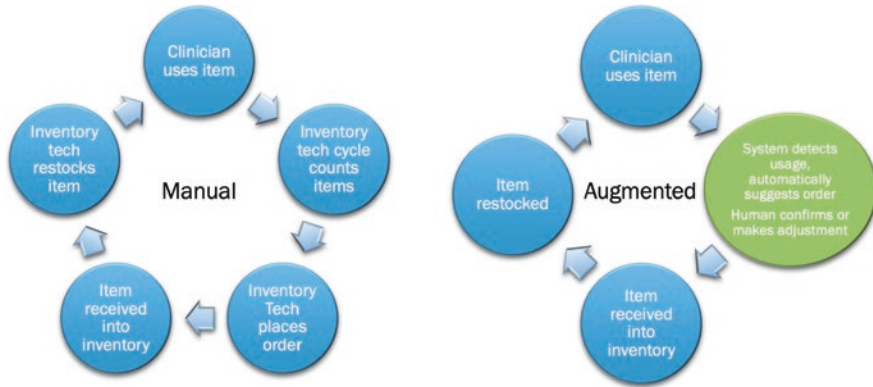 Clinician
uses item
Inventory
tech cycle
counts
items
Inventory
Tech
places
order
Item
received
into
inventory
Inventory
tech
restocks
item
Manual
Clinician
uses item
System detects
usage,
automatically
suggests order
Human confirms or
makes adjustment
Item
received
into
inventory
Item
restocked
Augmented